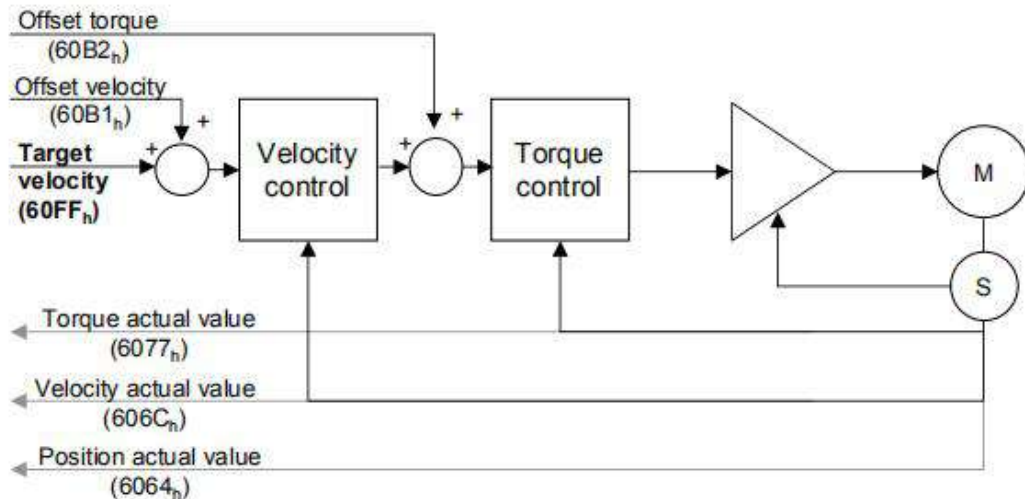 Offset torque
(60B2h)
Offset velocity
(60B1h)
+
+
Target
velocity
(60FFh)
Velocity
control
+
+
Torque
control
M
S
Torque actual value
(6077h)
Velocity actual value
(606Ch)
Position actual value
(6064h)